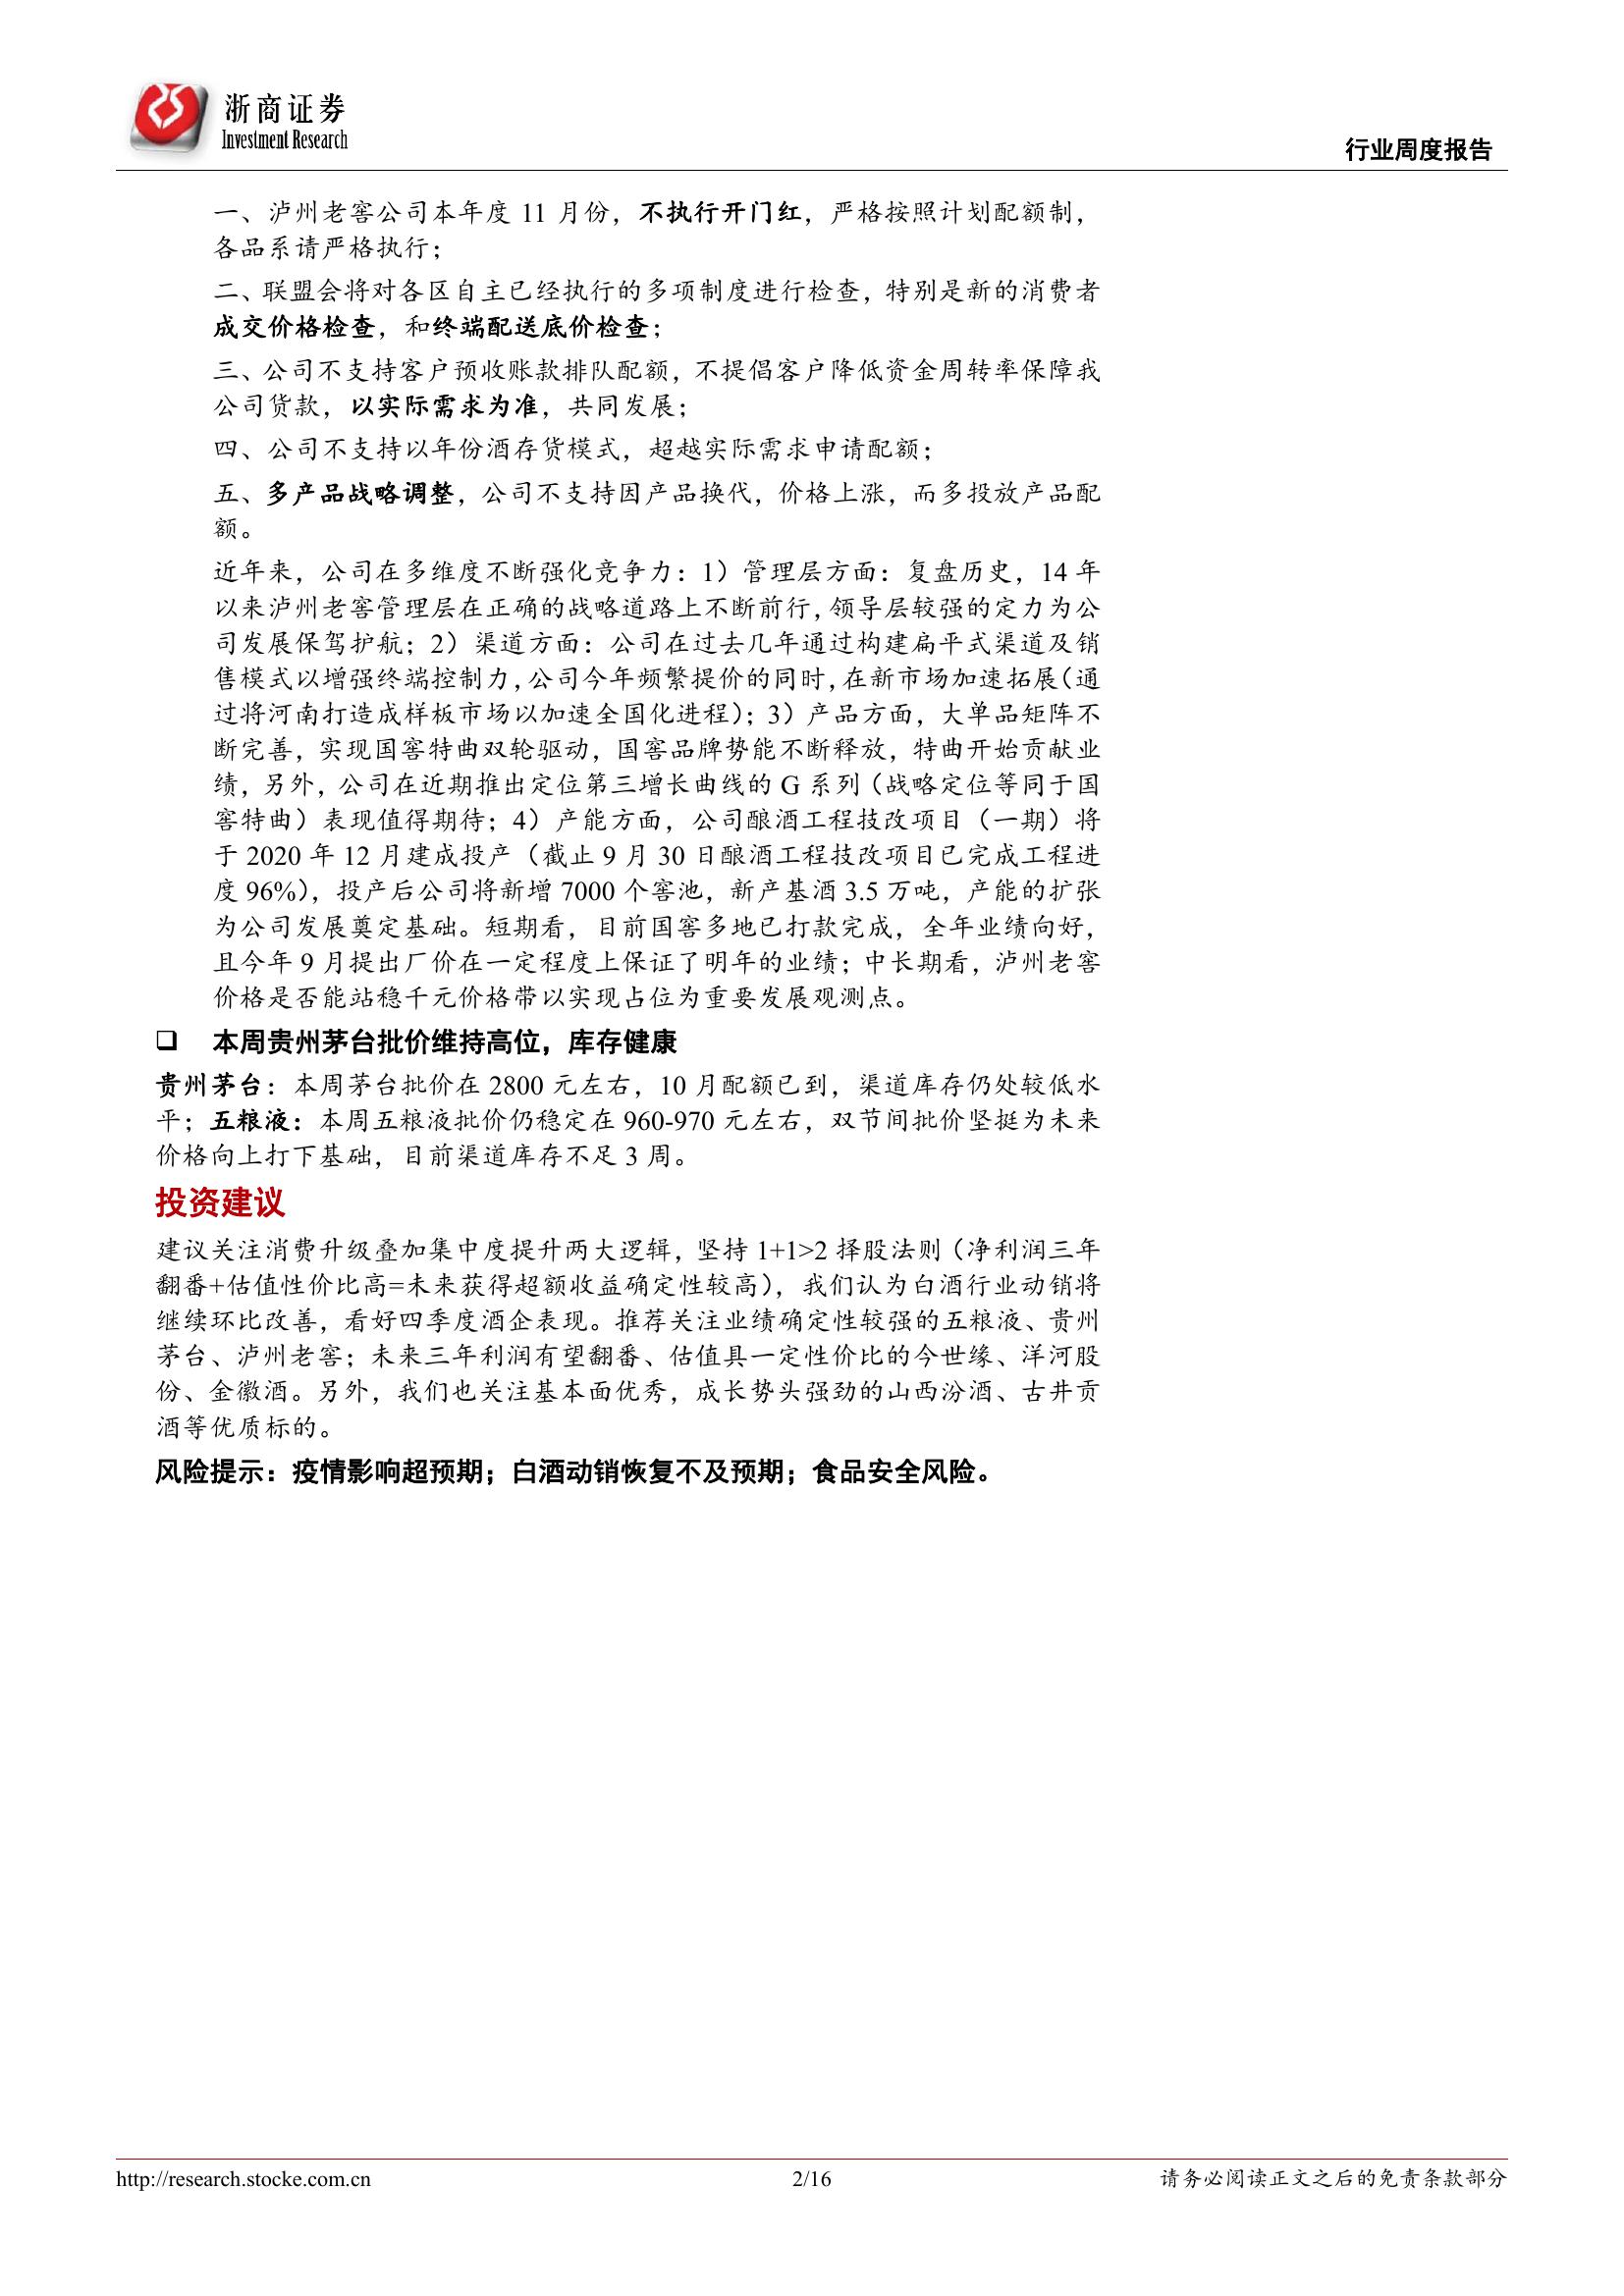 浙商证券
Investment Research
行业周度报告
一、泸州老窖公司本年度 11 月份，不执行开门红，严格按照计划配额制，
各品系请严格执行；
二、联盟会将对各区自主已经执行的多项制度进行检查，特别是新的消费者
成交价格检查，和终端配送底价检查；
三、公司不支持客户预收账款排队配额，不提倡客户降低资金周转率保障我
公司货款，以实际需求为准，共同发展；
四、公司不支持以年份酒存货模式，超越实际需求申请配额；
五、多产品战略调整，公司不支持因产品换代，价格上涨，而多投放产品配
额。
近年来，公司在多维度不断强化竞争力：1）管理层方面：复盘历史，14 年
以来泸州老窖管理层在正确的战略道路上不断前行，领导层较强的定力为公
司发展保驾护航；2）渠道方面：公司在过去几年通过构建扁平式渠道及销
售模式以增强终端控制力，公司今年频繁提价的同时，在新市场加速拓展（通
过将河南打造成样板市场以加速全国化进程）；3）产品方面，大单品矩阵不
断完善，实现国窖特曲双轮驱动，国窖品牌势能不断释放，特曲开始贡献业
绩，另外，公司在近期推出定位第三增长曲线的 G 系列（战略定位等同于国
窖特曲）表现值得期待；4）产能方面，公司酿酒工程技改项目（一期）将
于 2020 年 12 月建成投产（截止 9 月 30 日酿酒工程技改项目已完成工程进
度 96%），投产后公司将新增 7000 个窖池，新产基酒 3.5 万吨，产能的扩张
为公司发展奠定基础。短期看，目前国窖多地已打款完成，全年业绩向好，
且今年 9 月提出厂价在一定程度上保证了明年的业绩；中长期看，泸州老窖
价格是否能站稳千元价格带以实现占位为重要发展观测点。
❑ 本周贵州茅台批价维持高位，库存健康
贵州茅台：本周茅台批价在 2800 元左右，10 月配额已到，渠道库存仍处较低水
平；五粮液：本周五粮液批价仍稳定在 960-970 元左右，双节间批价坚挺为未来
价格向上打下基础，目前渠道库存不足 3 周。
投资建议
建议关注消费升级叠加集中度提升两大逻辑，坚持 1+1>2 择股法则（净利润三年
翻番+估值性价比高=未来获得超额收益确定性较高），我们认为白酒行业动销将
继续环比改善，看好四季度酒企表现。推荐关注业绩确定性较强的五粮液、贵州
茅台、泸州老窖；未来三年利润有望翻番、估值具一定性价比的今世缘、洋河股
份、金徽酒。另外，我们也关注基本面优秀，成长势头强劲的山西汾酒、古井贡
酒等优质标的。
风险提示：疫情影响超预期；白酒动销恢复不及预期；食品安全风险。
http://research.stocke.com.cn
2/16
请务必阅读正文之后的免责条款部分